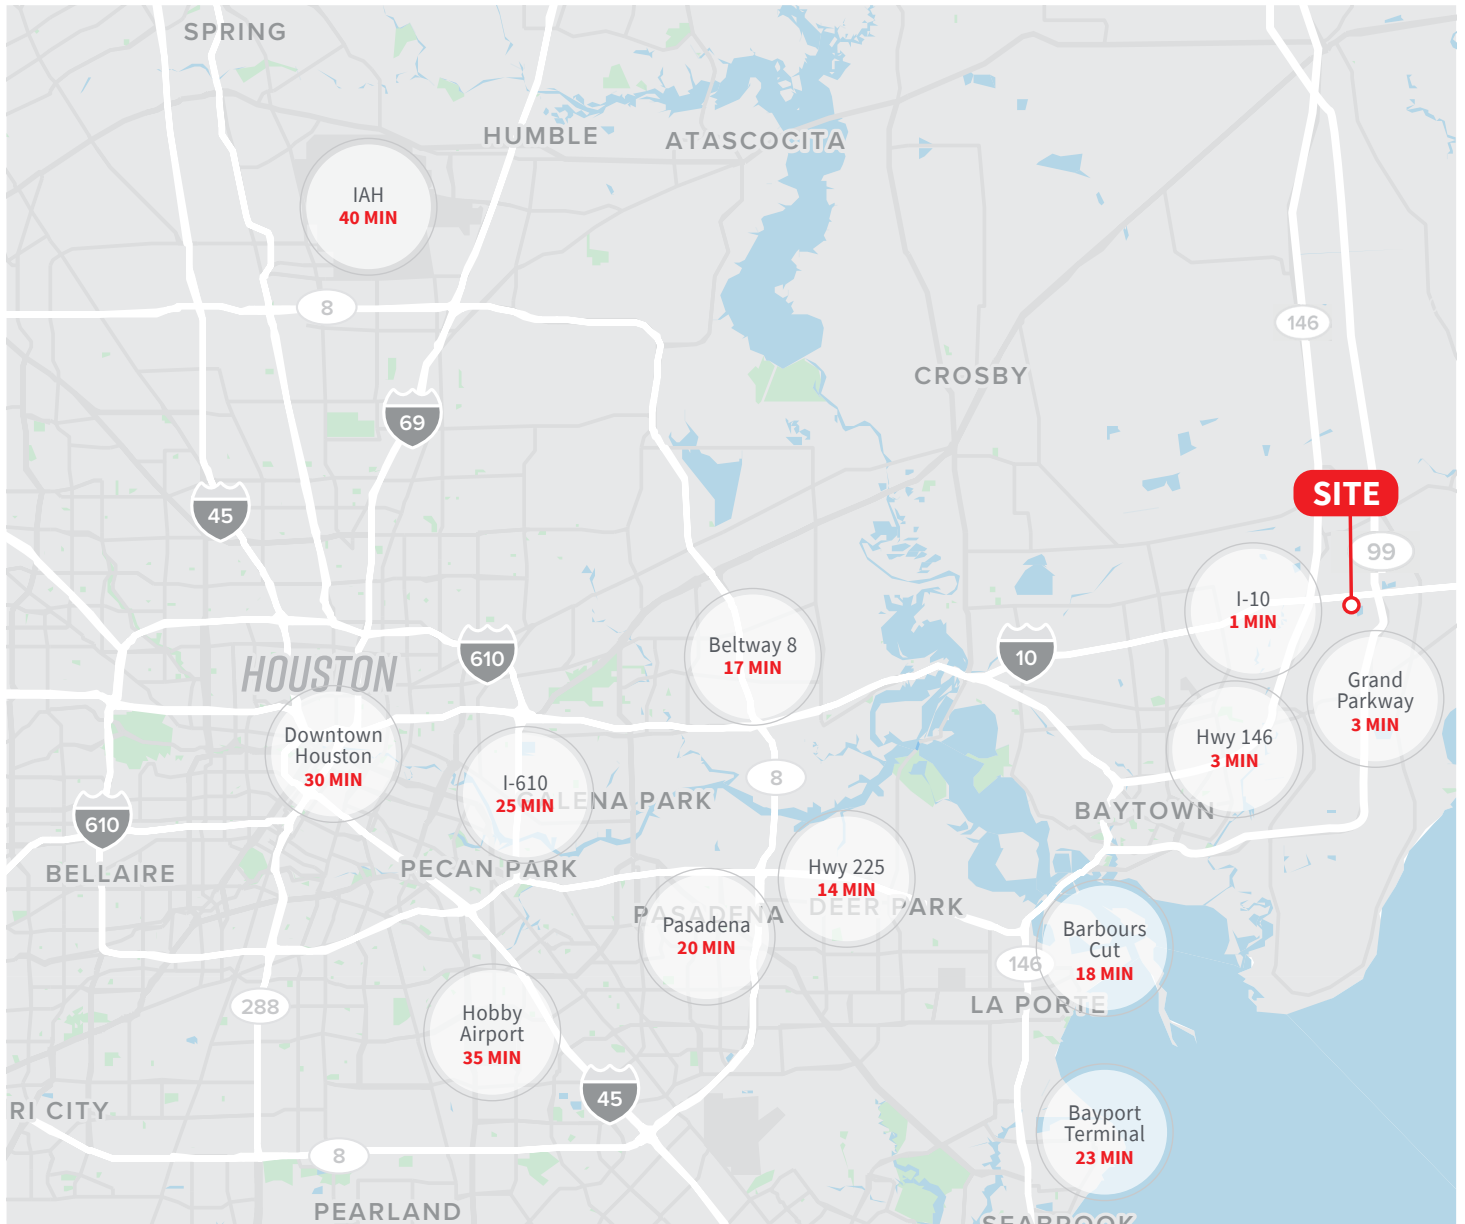 SPRING
HUMBLE
ATASCOCITA
IAH
40 MIN
8
146
CROSBY
69
45
SITE
99
I-10
1 MIN
Beltway 8
17 MIN
610
10
HOUSTON
Grand
Parkway
3 MIN
Downtown
Houston
30 MIN
Hwy 146
3 MIN
I-610
25 MIN
8
GALENA PARK
BAYTOWN
610
BELLAIRE
PECAN PARK
Hwy 225
14 MIN
DEER PARK
PASADENA
Pasadena
20 MIN
Barbours
Cut
18 MIN
146
288
LA PORTE
Hobby
Airport
35 MIN
45
RI CITY
Bayport
Terminal
23 MIN
8
PEARLAND
SEABROOK